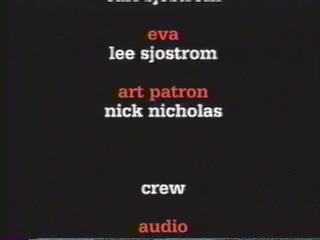 eva
lee sjostrom
art patron
nick nicholas
crew
audio